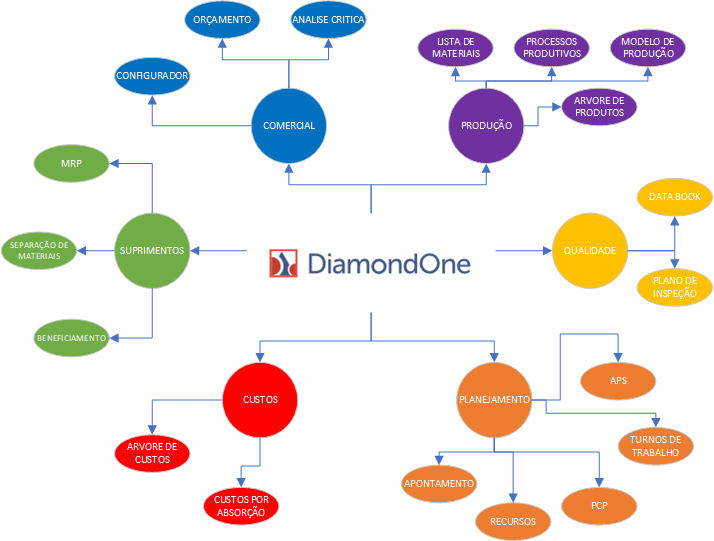 ORÇAMENTO
ANALISE CRITICA
CONFIGURADOR
COMERCIAL
LISTA DE
MATERIAIS
PROCESSOS
PRODUTIVOS
MODELO DE
PRODUÇÃO
ARVORE DE
PRODUTOS
PRODUÇÃO
MRP
SUPRIMENTOS
SEPARAÇÃO DE
MATERIAIS
BENEFICIAMENTO
DiamondOne
DATA BOOK
QUALIDADE
PLANO DE
INSPEÇÃO
CUSTOS
ARVORE DE
CUSTOS
CUSTOS POR
ABSORÇÃO
PLANEJAMENTO
APS
TURNOS DE
TRABALHO
APONTAMENTO
RECURSOS
PCP